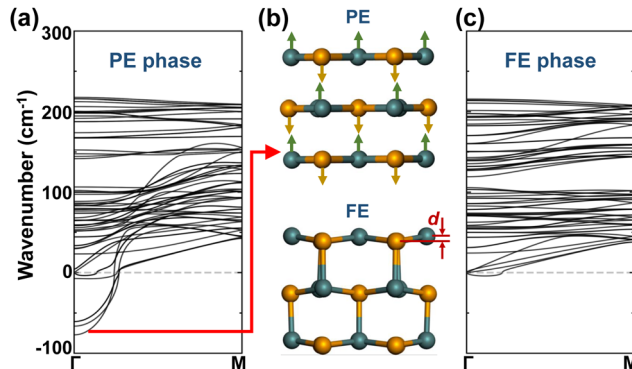 (a)
(b)
(c)
PE
300
PE phase
FE phase
200
100
0
-100
Wavenumber (cm⁻¹)
FE
d
Γ
M
Γ
M